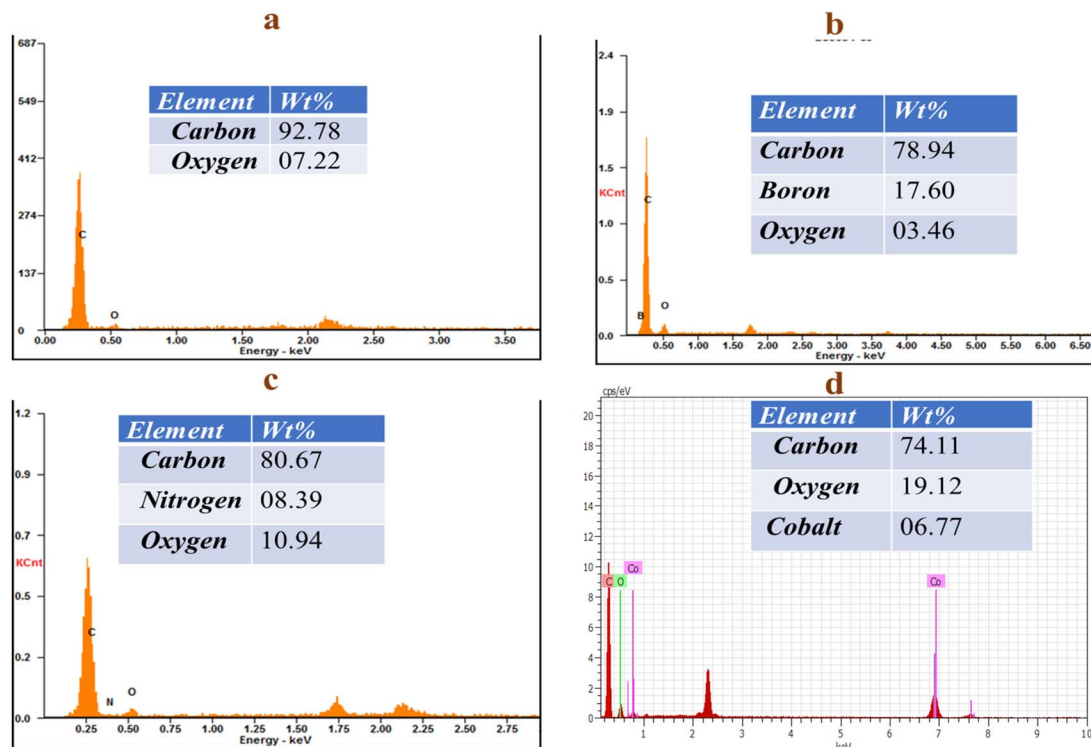 a
687
549
412
274
137
0
Element Wt%
Carbon 92.78
Oxygen 07.22
C
O
0.00 0.50 1.00 1.50 2.00 2.50 3.00 3.50
Energy - keV
b
2.4
1.9
1.5
KCnt
1.0
0.5
0.0
Element Wt%
Carbon 78.94
Boron 17.60
Oxygen 03.46
C
B
O
0.50 1.00 1.50 2.00 2.50 3.00 3.50 4.00 4.50 5.00 5.50 6.00 6.50
Energy - keV
c
1.2
0.9
0.7
KCnt
0.5
0.2
0.0
Element Wt%
Carbon 80.67
Nitrogen 08.39
Oxygen 10.94
C
N
O
0.25 0.50 0.75 1.00 1.25 1.50 1.75 2.00 2.25 2.50 2.75
Energy - keV
d
cps/eV
20
18
16
14
12
10
8
6
4
2
0
Element Wt%
Carbon 74.11
Oxygen 19.12
Cobalt 06.77
Co
C O
Co
1 2 3 4 5 6 7 8 9 10
keV